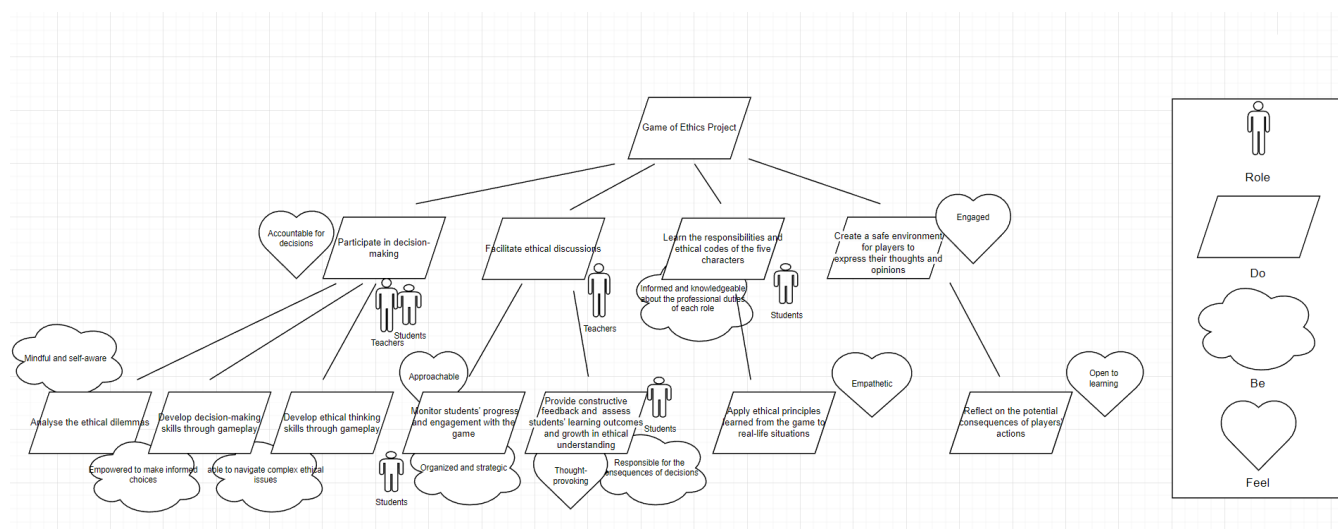 Game of Ethics Project
Role
Do
Be
Feel
Accountable for
decisions
Participate in decision-
making
Facilitate ethical discussions
Learn the responsibilities and
ethical codes of the five
characters
Create a safe environment
for players to
express their thoughts and
opinions
Engaged
Teachers
Students
Teachers
Informed and knowledgeable
about the professional duties
of each role
Students
Mindful and self-aware
Approachable
Empathetic
Open to
learning
Analyse the ethical dilemmas
Develop decision-making
skills through gameplay
Develop ethical thinking
skills through gameplay
Monitor students' progress
and engagement with the
game
Provide constructive
feedback and assess
students' learning outcomes
and growth in ethical
understanding
Students
Apply ethical principles
learned from the game to
real-life situations
Reflect on the potential
consequences of players'
actions
Empowered to make informed
choices
able to navigate complex ethical
issues
Students
Organized and strategic
Thought-
provoking
Responsible for the
consequences of decisions